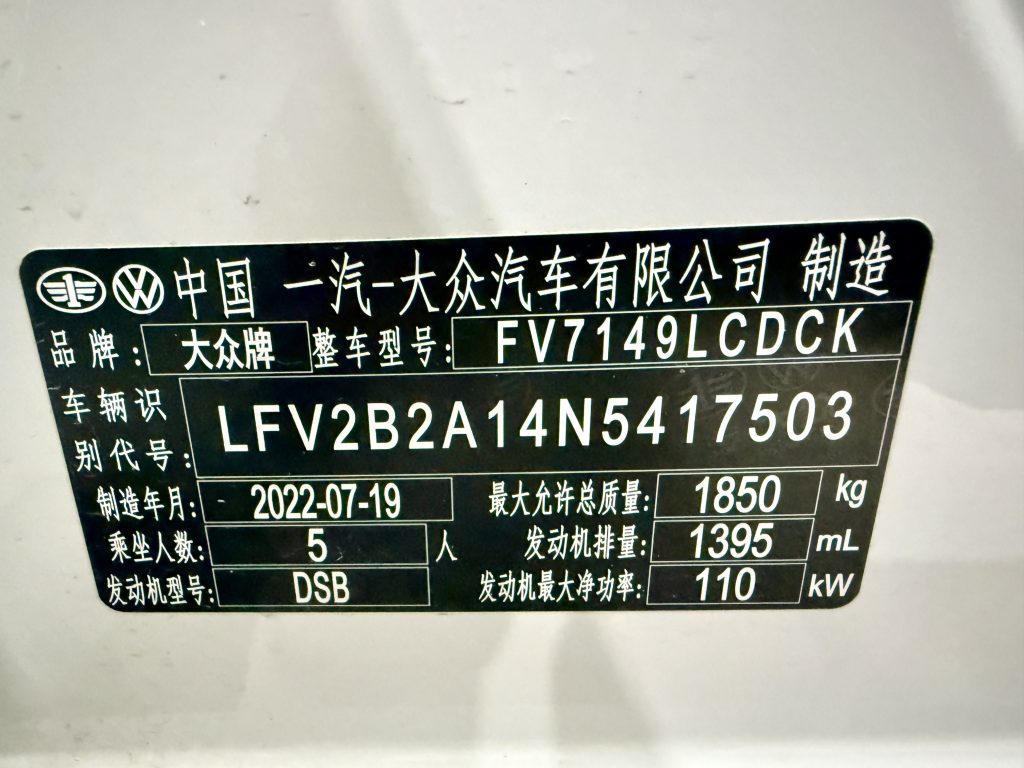 中国 一汽-大众汽车有限公司 制造
品牌: 大众牌 整车型号: FV7149LCDCK
车辆识别代号: LFV2B2A14N5417503
制造年月: 2022-07-19 最大允许总质量: 1850 kg
乘坐人数: 5 人 发动机排量: 1395 mL
发动机型号: DSB 发动机最大净功率: 110 kW